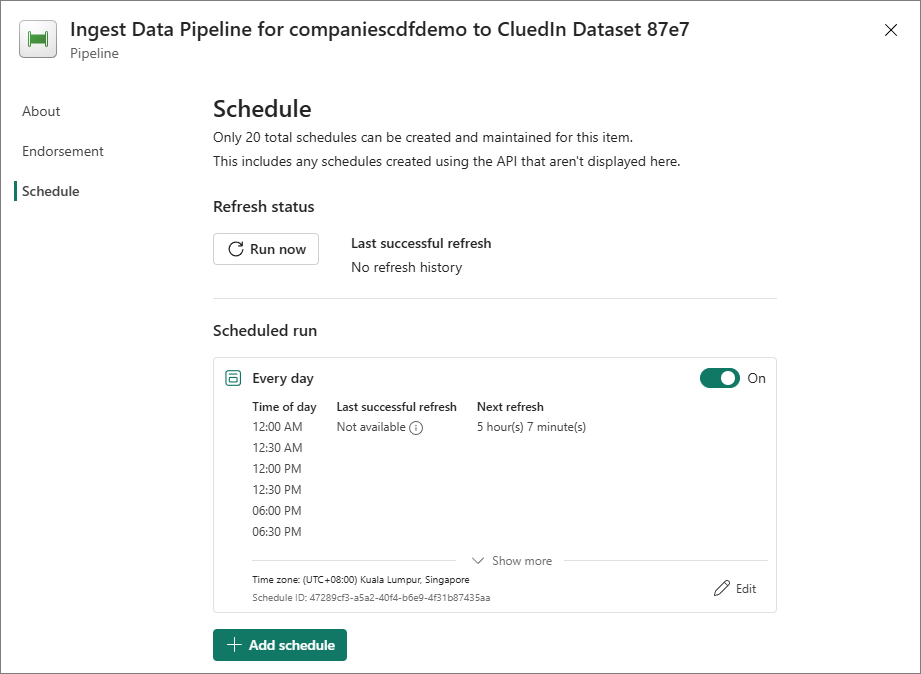 Ingest Data Pipeline for companiescdfdemo to CluedIn Dataset 87e7
Pipeline
About
Endorsement
Schedule
Schedule
Only 20 total schedules can be created and maintained for this item.
This includes any schedules created using the API that aren't displayed here.
Refresh status
Run now
Last successful refresh
No refresh history
Scheduled run
Every day
On
Time of day
Last successful refresh
Next refresh
12:00 AM
Not available
5 hour(s) 7 minute(s)
12:30 AM
12:00 PM
12:30 PM
06:00 PM
06:30 PM
Show more
Time zone: (UTC+08:00) Kuala Lumpur, Singapore
Schedule ID: 47289cf3-a5a2-40f4-b6e9-4f31b87435aa
Edit
Add schedule